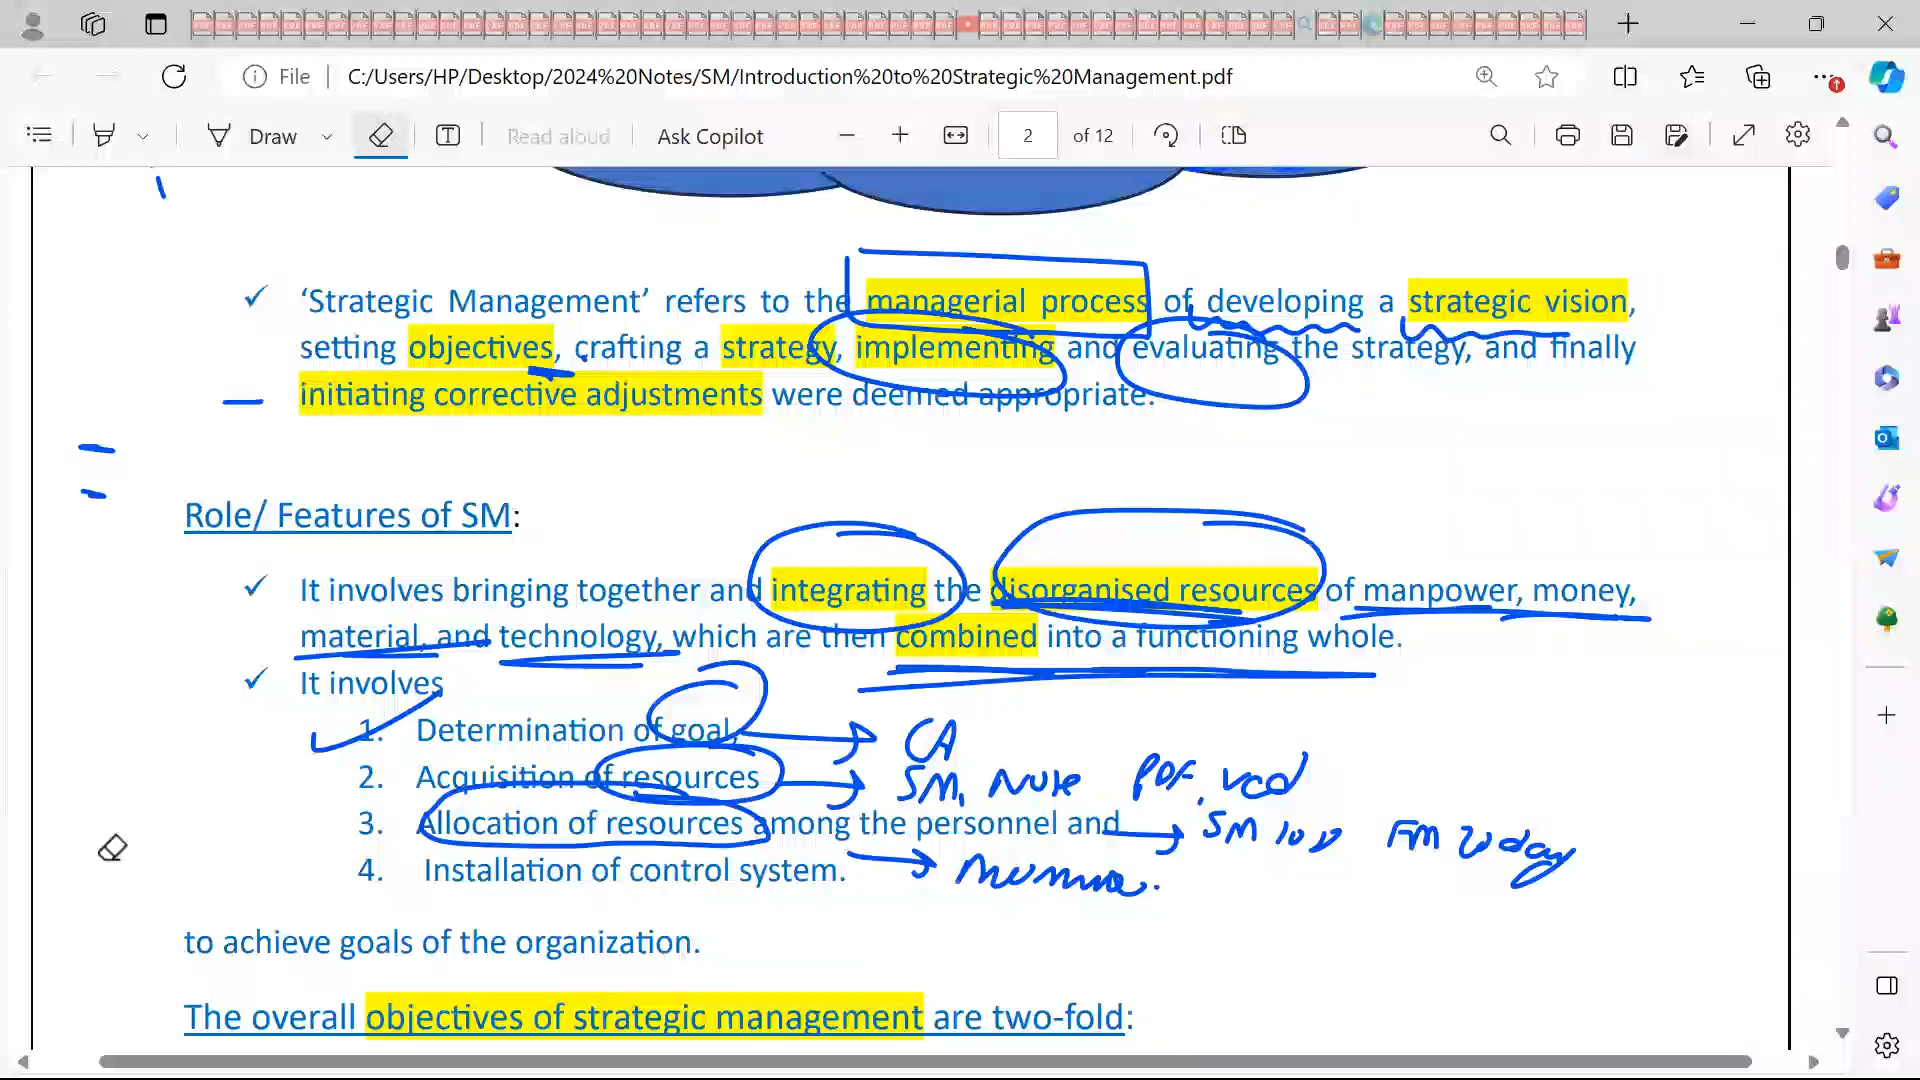 File C:/Users/HP/Desktop/2024%20Notes/SM/Introduction%20to%20Strategic%20Management.pdf
Draw Read aloud Ask Copilot 2 of 12
‘Strategic Management’ refers to the managerial process of developing a strategic vision,
setting objectives, crafting a strategy, implementing and evaluating the strategy, and finally
initiating corrective adjustments were deemed appropriate.
Role/ Features of SM:
It involves bringing together and integrating the disorganised resources of manpower, money,
material, and technology, which are then combined into a functioning whole.
It involves
1. Determination of goal, CA
2. Acquisition of resources SM, Note PDF, vcd
3. Allocation of resources among the personnel and SM 10 D FM 20 day
4. Installation of control system.
to achieve goals of the organization.
The overall objectives of strategic management are two-fold: